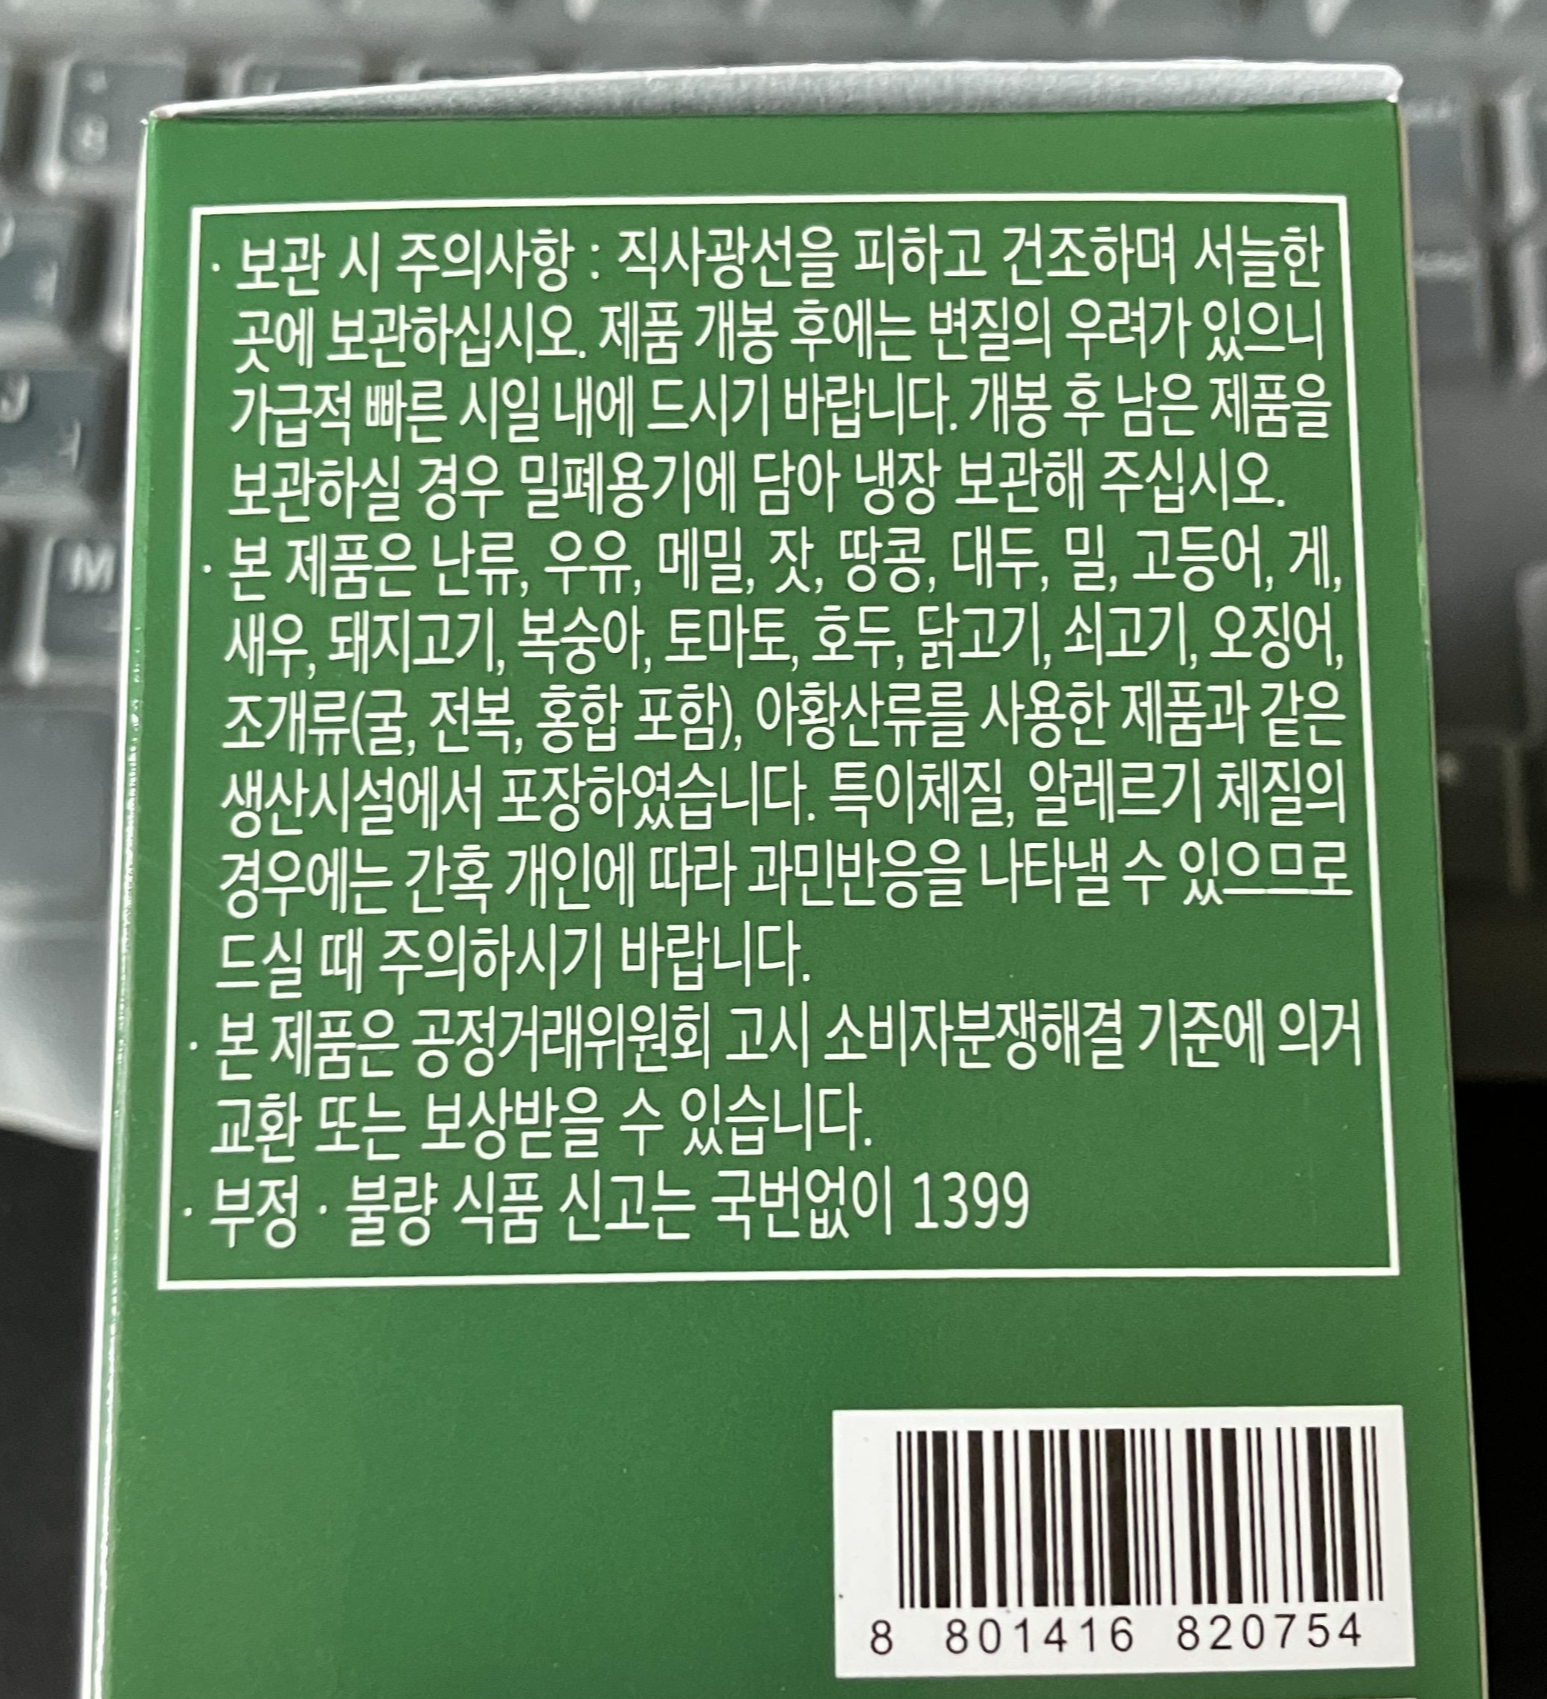 · 보관 시 주의사항 : 직사광선을 피하고 건조하며 서늘한
곳에 보관하십시오. 제품 개봉 후에는 변질의 우려가 있으니
가급적 빠른 시일 내에 드시기 바랍니다. 개봉 후 남은 제품을
보관하실 경우 밀폐용기에 담아 냉장 보관해 주십시오.
· 본 제품은 난류, 우유, 메밀, 잣, 땅콩, 대두, 밀, 고등어, 게,
새우, 돼지고기, 복숭아, 토마토, 호두, 닭고기, 쇠고기, 오징어,
조개류(굴, 전복, 홍합 포함), 아황산류를 사용한 제품과 같은
생산시설에서 포장하였습니다. 특이체질, 알레르기 체질의
경우에는 간혹 개인에 따라 과민반응을 나타낼 수 있으므로
드실 때 주의하시기 바랍니다.
· 본 제품은 공정거래위원회 고시 소비자분쟁해결 기준에 의거
교환 또는 보상받을 수 있습니다.
· 부정 · 불량 식품 신고는 국번없이 1399
8 801416 820754
M